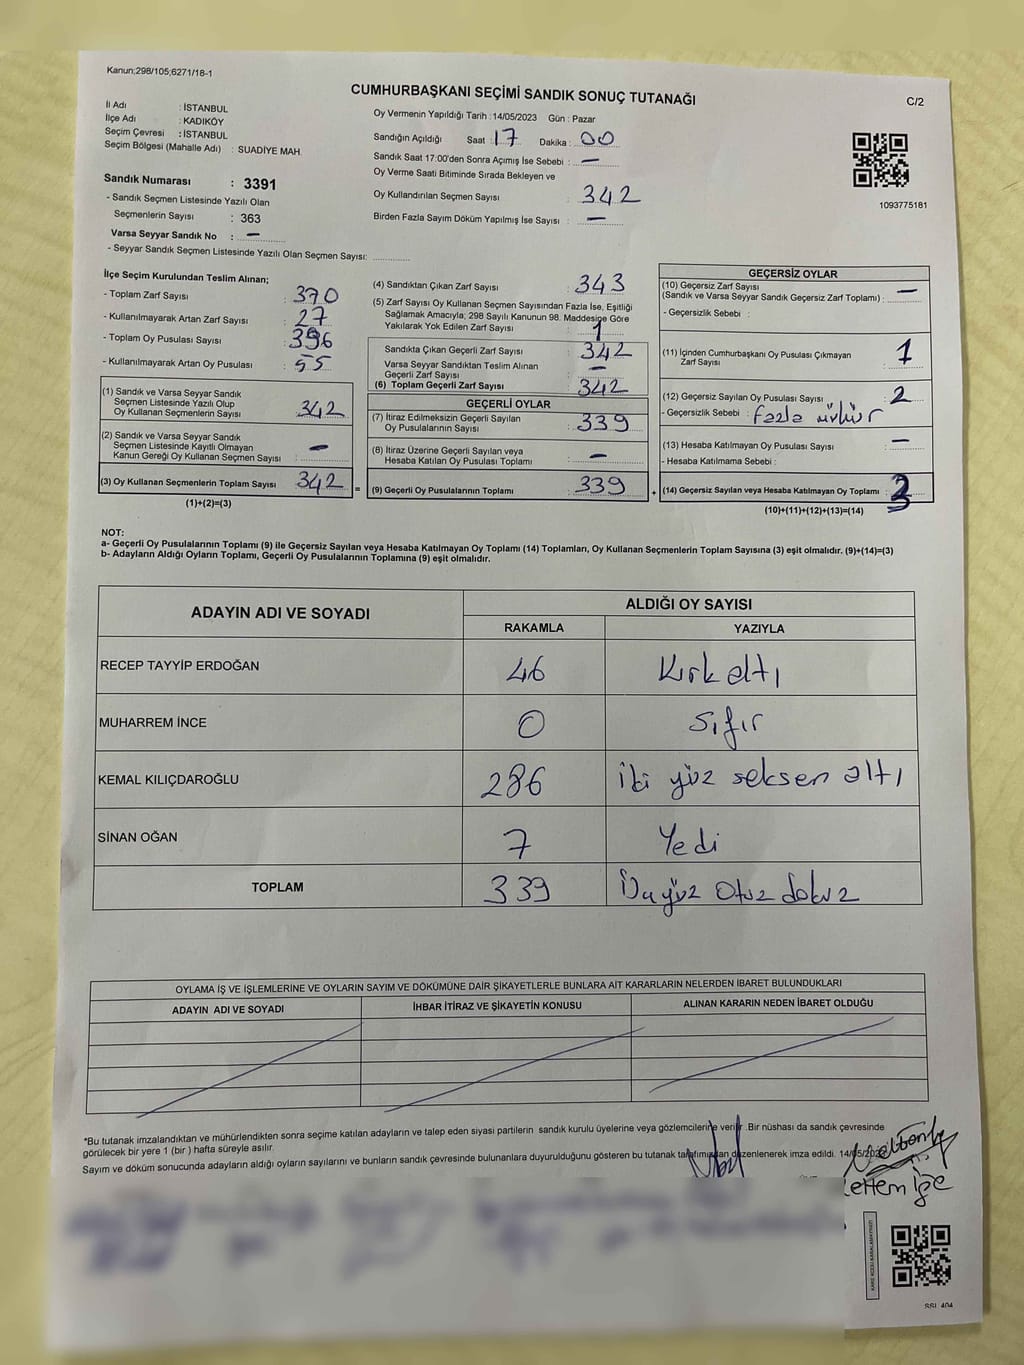 Kanun;298/105;6271/18-1
CUMHURBAŞKANI SEÇİMİ SANDIK SONUÇ TUTANAĞI
C/2
İl Adı : İSTANBUL
İlçe Adı : KADIKÖY
Seçim Çevresi : İSTANBUL
Seçim Bölgesi (Mahalle Adı) : SUADİYE MAH.
Sandık Numarası : 3391
- Sandık Seçmen Listesinde Yazılı Olan
Seçmenlerin Sayısı : 363
Varsa Seyyar Sandık No : —
- Seyyar Sandık Seçmen Listesinde Yazılı Olan Seçmen Sayısı:
Oy Vermenin Yapıldığı Tarih : 14/05/2023 Gün : Pazar
Sandığın Açıldığı Saat : 17 Dakika : 00
Sandık Saat 17:00'den Sonra Açımış İse Sebebi : —
Oy Verme Saati Bitiminde Sırada Bekleyen ve
Oy Kullandırılan Seçmen Sayısı : 342
Birden Fazla Sayım Döküm Yapılmış İse Sayısı : —
1093775181
İlçe Seçim Kurulundan Teslim Alınan;
- Toplam Zarf Sayısı : 370
- Kullanılmayarak Artan Zarf Sayısı : 27
- Toplam Oy Pusulası Sayısı : 396
- Kullanılmayarak Artan Oy Pusulası : 55
(1) Sandık ve Varsa Seyyar Sandık
Seçmen Listesinde Yazılı Olup
Oy Kullanan Seçmenlerin Sayısı : 342
(2) Sandık ve Varsa Seyyar Sandık
Seçmen Listesinde Kayıtlı Olmayan
Kanun Gereği Oy Kullanan Seçmen Sayısı : —
(3) Oy Kullanan Seçmenlerin Toplam Sayısı : 342 =
(1)+(2)=(3)
(4) Sandıktan Çıkan Zarf Sayısı : 343
(5) Zarf Sayısı Oy Kullanan Seçmen Sayısından Fazla İse, Eşitliği
Sağlamak Amacıyla; 298 Sayılı Kanunun 98. Maddesine Göre
Yakılarak Yok Edilen Zarf Sayısı : 1
Sandıkta Çıkan Geçerli Zarf Sayısı : 342
Varsa Seyyar Sandıktan Teslim Alınan
Geçerli Zarf Sayısı : —
(6) Toplam Geçerli Zarf Sayısı : 342
GEÇERLİ OYLAR
(7) İtiraz Edilmeksizin Geçerli Sayılan
Oy Pusulalarının Sayısı : 339
(8) İtiraz Üzerine Geçerli Sayılan veya
Hesaba Katılan Oy Pusulası Toplamı : —
(9) Geçerli Oy Pusulalarının Toplamı : 339 +
GEÇERSİZ OYLAR
(10) Geçersiz Zarf Sayısı
(Sandık ve Varsa Seyyar Sandık Geçersiz Zarf Toplamı) : —
- Geçersizlik Sebebi :
(11) İçinden Cumhurbaşkanı Oy Pusulası Çıkmayan
Zarf Sayısı : 1
(12) Geçersiz Sayılan Oy Pusulası Sayısı : 2
- Geçersizlik Sebebi : fazla mühür
(13) Hesaba Katılmayan Oy Pusulası Sayısı : —
- Hesaba Katılmama Sebebi :
(14) Geçersiz Sayılan veya Hesaba Katılmayan Oy Toplamı : 3
(10)+(11)+(12)+(13)=(14)
NOT:
a- Geçerli Oy Pusulalarının Toplamı (9) ile Geçersiz Sayılan veya Hesaba Katılmayan Oy Toplamı (14) Toplamları, Oy Kullanan Seçmenlerin Toplam Sayısına (3) eşit olmalıdır. (9)+(14)=(3)
b- Adayların Aldığı Oyların Toplamı, Geçerli Oy Pusulalarının Toplamına (9) eşit olmalıdır.
ADAYIN ADI VE SOYADI ALDIĞI OY SAYISI
RAKAMLA YAZIYLA
RECEP TAYYİP ERDOĞAN 46 Kırk altı
MUHARREM İNCE 0 sıfır
KEMAL KILIÇDAROĞLU 286 iki yüz seksen altı
SİNAN OĞAN 7 Yedi
TOPLAM 339 Üç yüz otuz dokuz
OYLAMA İŞ VE İŞLEMLERİNE VE OYLARIN SAYIM VE DÖKÜMÜNE DAİR ŞİKAYETLERLE BUNLARA AİT KARARLARIN NELERDEN İBARET BULUNDUKLARI
ADAYIN ADI VE SOYADI İHBAR İTİRAZ VE ŞİKAYETİN KONUSU ALINAN KARARIN NEDEN İBARET OLDUĞU
*Bu tutanak imzalandıktan ve mühürlendikten sonra seçime katılan adayların ve talep eden siyasi partilerin sandık kurulu üyelerine veya gözlemcilerine verilir .Bir nüshası da sandık çevresinde
görülecek bir yere 1 (bir ) hafta süreyle asılır.
Sayım ve döküm sonucunda adayların aldığı oyların sayılarını ve bunların sandık çevresinde bulunanlara duyurulduğunu gösteren bu tutanak tarafımızdan düzenlenerek imza edildi. 14/05/2023